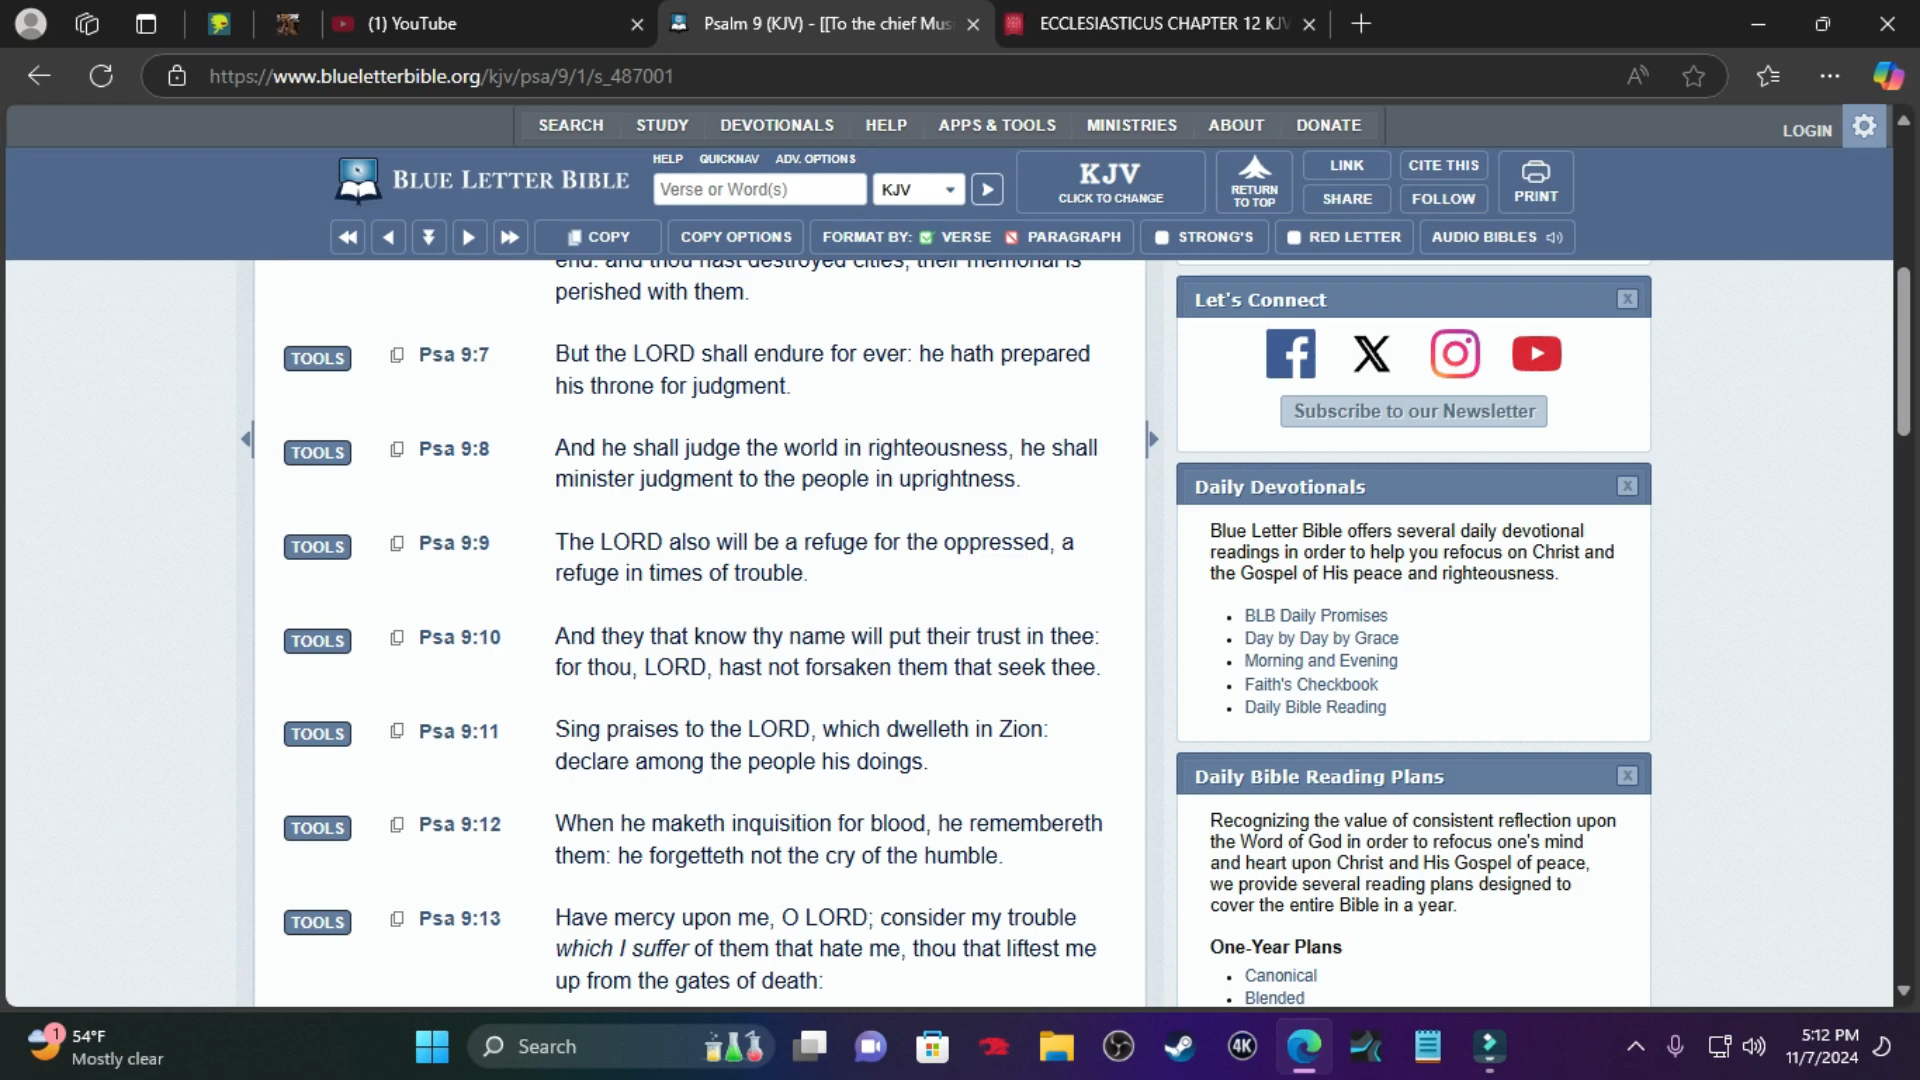 (1) YouTube
Psalm 9 (KJV) - [[To the chief Mus
ECCLESIASTICUS CHAPTER 12 KJV
https://www.blueletterbible.org/kjv/psa/9/1/s_487001
SEARCH STUDY DEVOTIONALS HELP APPS & TOOLS MINISTRIES ABOUT DONATE
LOGIN
BLUE LETTER BIBLE
HELP QUICKNAV ADV. OPTIONS
Verse or Word(s)
KJV
KJV
CLICK TO CHANGE
RETURN
TO TOP
LINK
CITE THIS
SHARE
FOLLOW
PRINT
COPY
COPY OPTIONS
FORMAT BY: VERSE PARAGRAPH
STRONG'S
RED LETTER
AUDIO BIBLES
end: and thou hast destroyed cities; their memorial is
perished with them.
TOOLS Psa 9:7 But the LORD shall endure for ever: he hath prepared
his throne for judgment.
TOOLS Psa 9:8 And he shall judge the world in righteousness, he shall
minister judgment to the people in uprightness.
TOOLS Psa 9:9 The LORD also will be a refuge for the oppressed, a
refuge in times of trouble.
TOOLS Psa 9:10 And they that know thy name will put their trust in thee:
for thou, LORD, hast not forsaken them that seek thee.
TOOLS Psa 9:11 Sing praises to the LORD, which dwelleth in Zion:
declare among the people his doings.
TOOLS Psa 9:12 When he maketh inquisition for blood, he remembereth
them: he forgetteth not the cry of the humble.
TOOLS Psa 9:13 Have mercy upon me, O LORD; consider my trouble
which I suffer of them that hate me, thou that liftest me
up from the gates of death:
Let's Connect
Subscribe to our Newsletter
Daily Devotionals
Blue Letter Bible offers several daily devotional
readings in order to help you refocus on Christ and
the Gospel of His peace and righteousness.
BLB Daily Promises
Day by Day by Grace
Morning and Evening
Faith's Checkbook
Daily Bible Reading
Daily Bible Reading Plans
Recognizing the value of consistent reflection upon
the Word of God in order to refocus one's mind
and heart upon Christ and His Gospel of peace,
we provide several reading plans designed to
cover the entire Bible in a year.
One-Year Plans
Canonical
Blended
1
54°F
Mostly clear
Search
4K
5:12 PM
11/7/2024